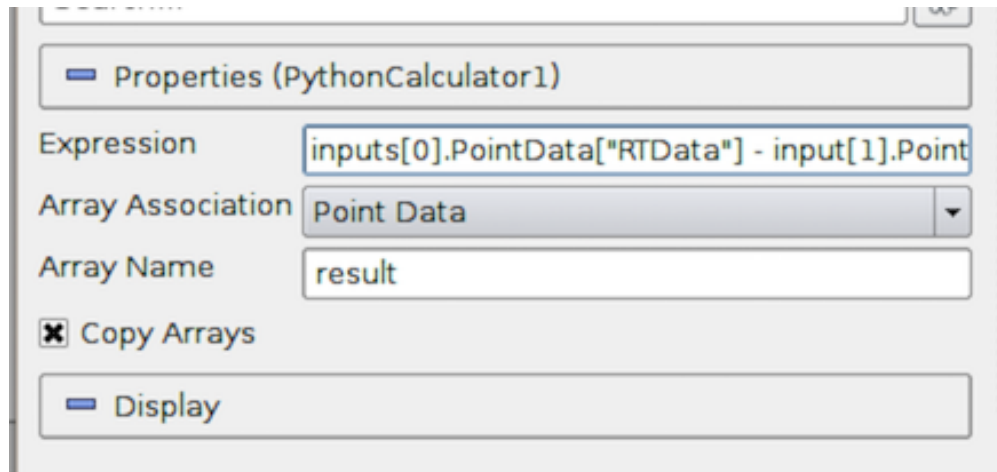 Properties (PythonCalculator1)
Expression inputs[0].PointData["RTData"] - input[1].Point
Array Association Point Data
Array Name result
Copy Arrays
Display